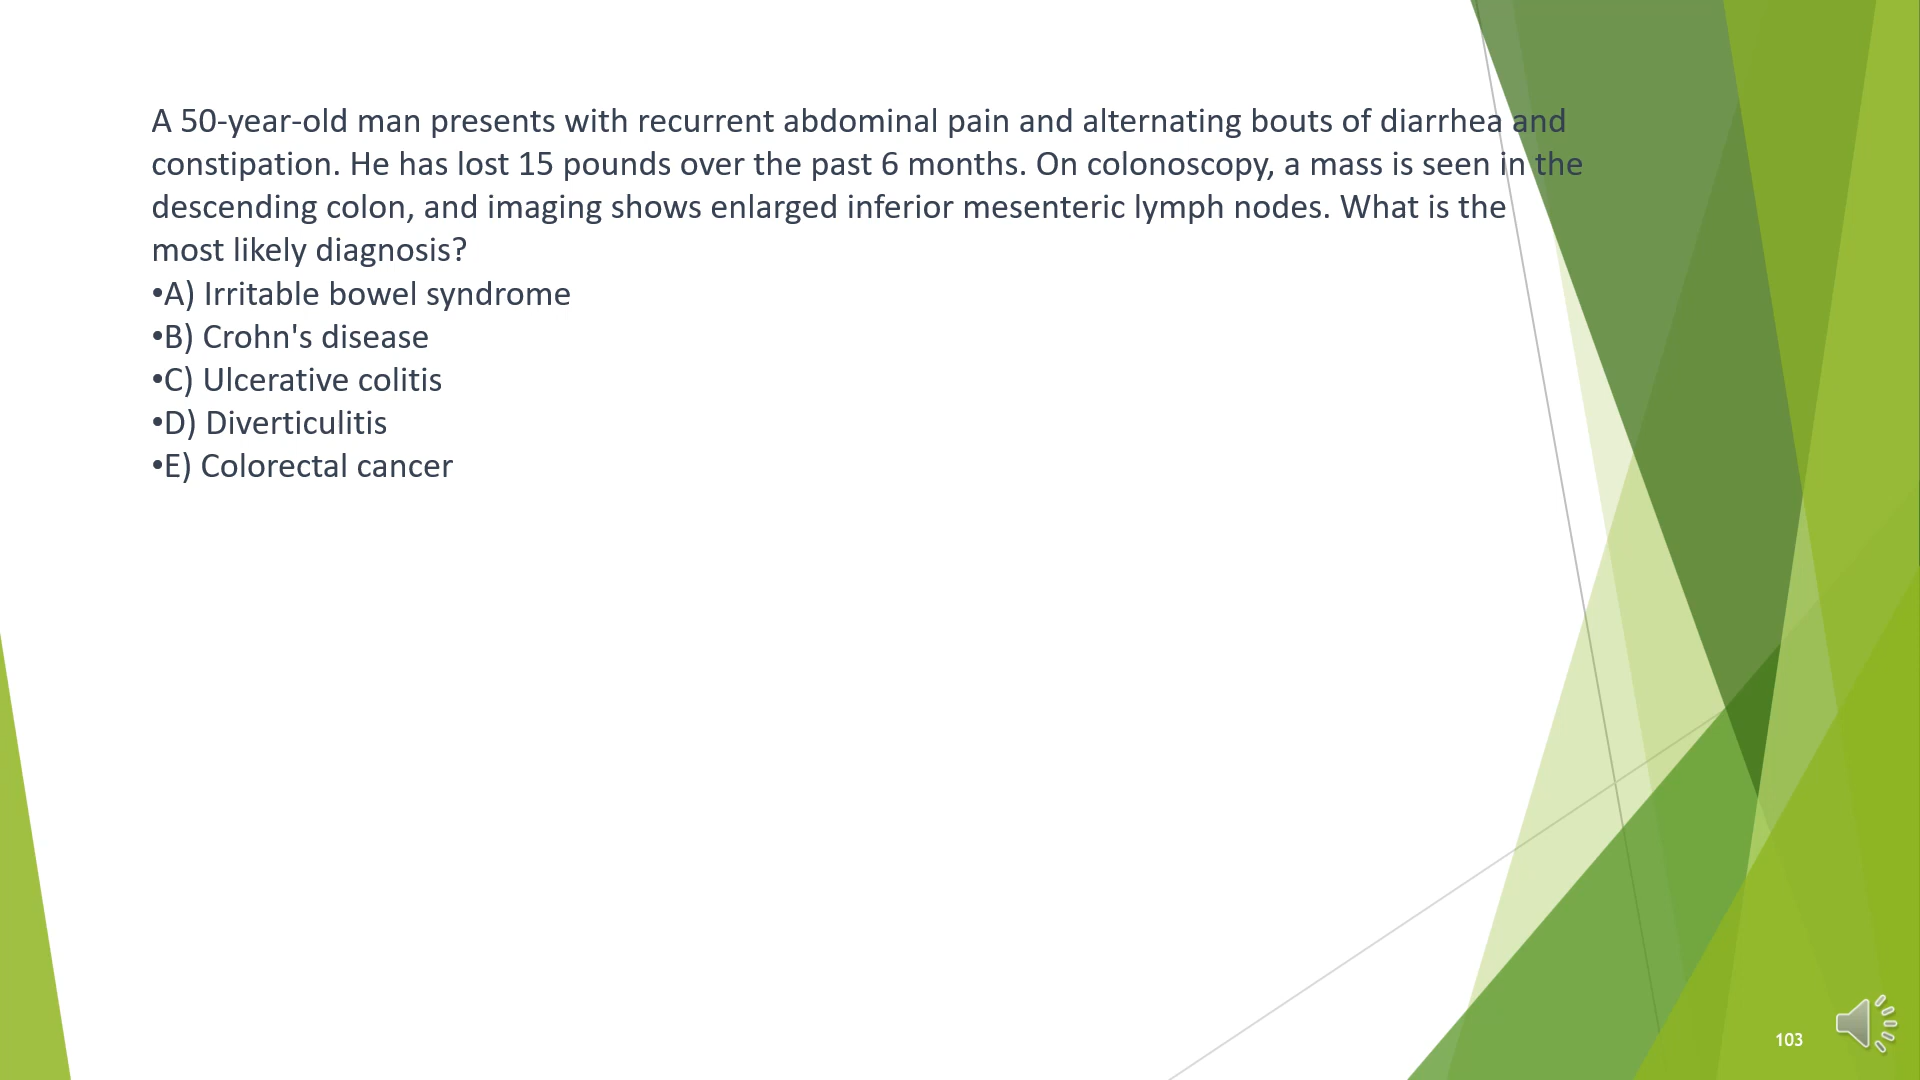 A 50-year-old man presents with recurrent abdominal pain and alternating bouts of diarrhea and
constipation. He has lost 15 pounds over the past 6 months. On colonoscopy, a mass is seen in the
descending colon, and imaging shows enlarged inferior mesenteric lymph nodes. What is the
most likely diagnosis?
•A) Irritable bowel syndrome
•B) Crohn's disease
•C) Ulcerative colitis
•D) Diverticulitis
•E) Colorectal cancer
103